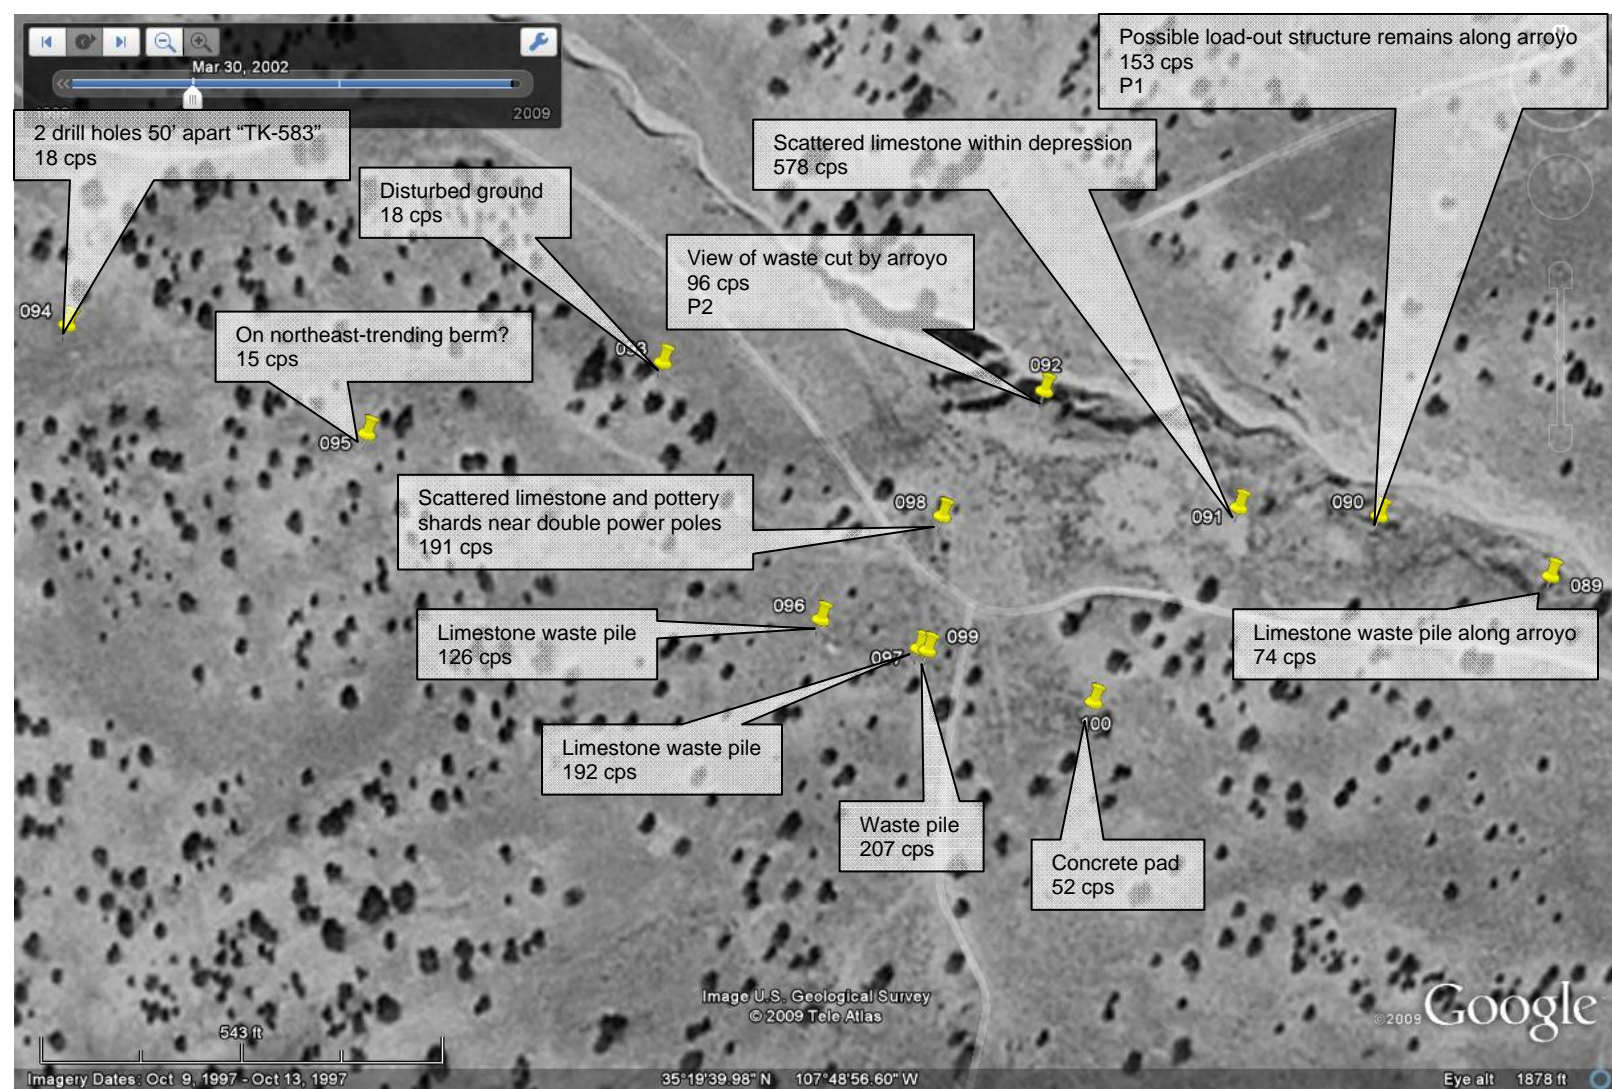 Mar 30, 2002
1999
2009
Possible load-out structure remains along arroyo
153 cps
P1
2 drill holes 50' apart “TK-583”
18 cps
Scattered limestone within depression
578 cps
Disturbed ground
18 cps
View of waste cut by arroyo
96 cps
P2
094
On northeast-trending berm?
15 cps
093
092
095
Scattered limestone and pottery
shards near double power poles
191 cps
098
091
090
089
096
Limestone waste pile
126 cps
097
099
Limestone waste pile along arroyo
74 cps
Limestone waste pile
192 cps
100
Waste pile
207 cps
Concrete pad
52 cps
Image U.S. Geological Survey
© 2009 Tele Atlas
©2009 Google
543 ft
Imagery Dates: Oct 9, 1997 - Oct 13, 1997
35°19'39.98" N 107°48'56.60" W
Eye alt 1878 ft